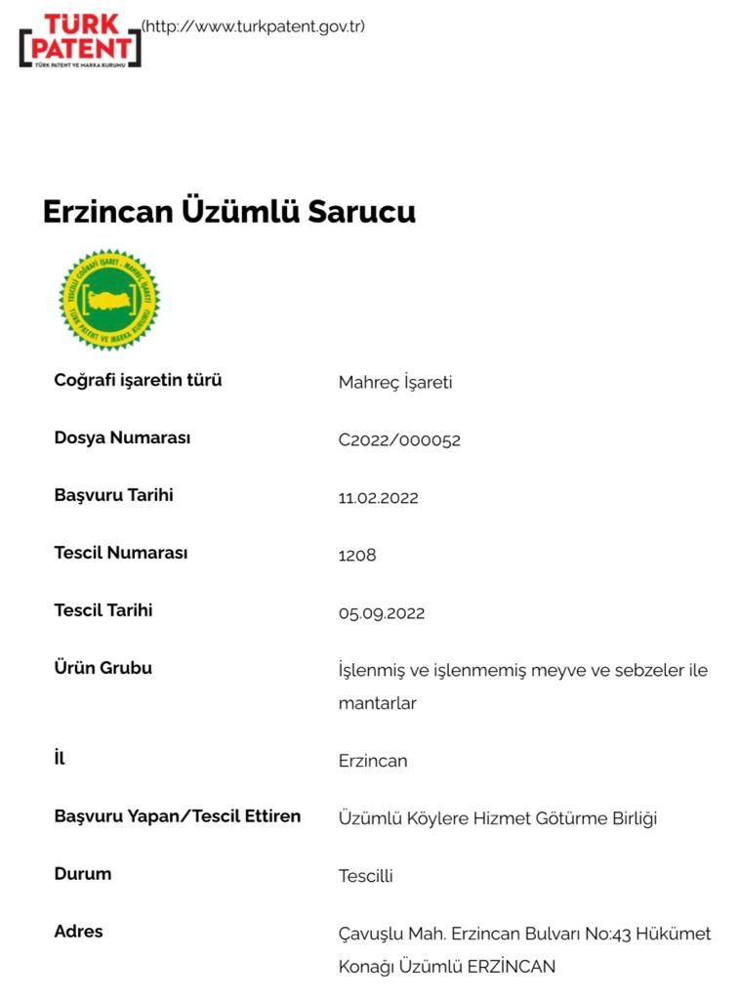 TÜRK
PATENT
TÜRK PATENT VE MARKA KURUMU
(http://www.turkpatent.gov.tr)
Erzincan Üzümlü Sarucu
TESCİLLİ COĞRAFİ İŞARET . MAHREÇ İŞARETİ
TÜRK PATENT VE MARKA KURUMU
Coğrafi işaretin türü Mahreç İşareti
Dosya Numarası C2022/000052
Başvuru Tarihi 11.02.2022
Tescil Numarası 1208
Tescil Tarihi 05.09.2022
Ürün Grubu İşlenmiş ve işlenmemiş meyve ve sebzeler ile
mantarlar
İl Erzincan
Başvuru Yapan/Tescil Ettiren Üzümlü Köylere Hizmet Götürme Birliği
Durum Tescilli
Adres Çavuşlu Mah. Erzincan Bulvarı No:43 Hükümet
Konağı Üzümlü ERZİNCAN